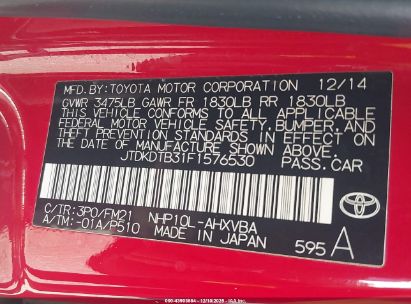 MFD. BY: TOYOTA MOTOR CORPORATION 12/14
GVWR 3475LB GAWR FR 1830LB RR 1830LB
THIS VEHICLE CONFORMS TO ALL APPLICABLE
FEDERAL MOTOR VEHICLE SAFETY, BUMPER, AND
THEFT PREVENTION STANDARDS IN EFFECT ON
THE DATE OF MANUFACTURE SHOWN ABOVE.
JTDKDTB31F1576530 PASS.CAR
C/TR: 3P0/FM21 NHP10L-AHXVBA
A/TM: -01A/P510 MADE IN JAPAN 595 A
TOYOTA